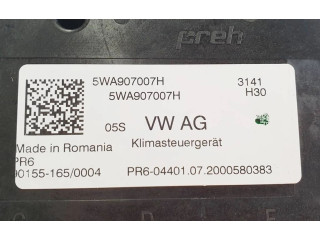 preh
5WA907007H 3141
5WA907007H H30
05S VW AG
Made in Romania Klimasteuergerät
PR6
90155-165/0004 PR6-04401.07.2000580383